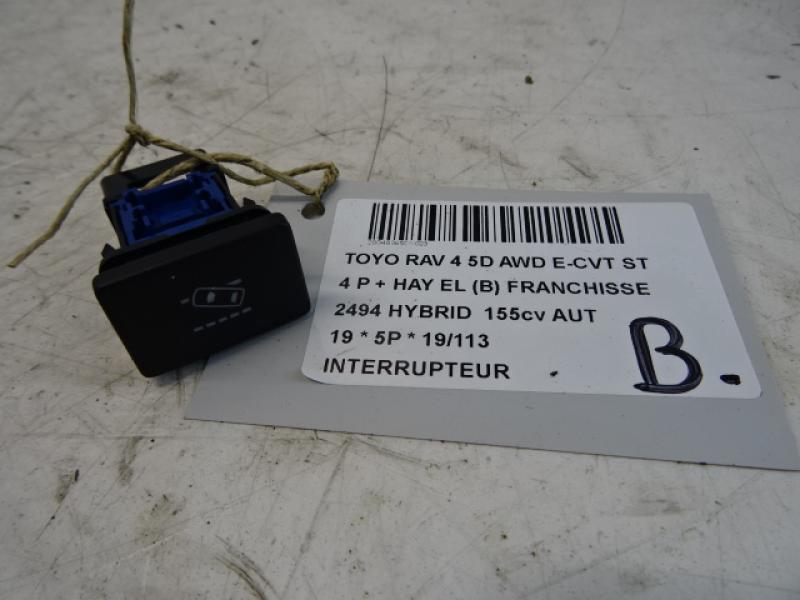 TOYO RAV 4 5D AWD E-CVT ST
4 P + HAY EL (B) FRANCHISSE
2494 HYBRID 155cv AUT
19 * 5P * 19/113
INTERRUPTEUR
B.